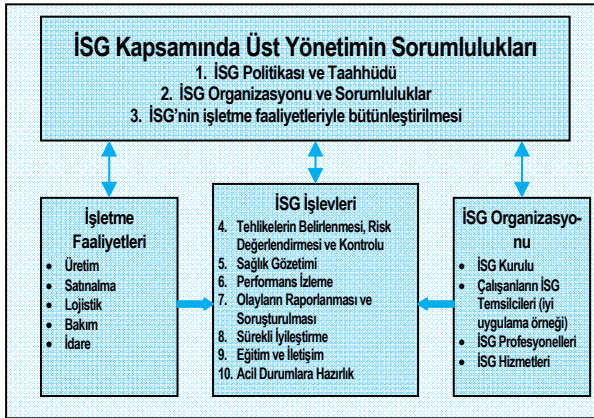 İSG Kapsamında Üst Yönetimin Sorumlulukları
1. İSG Politikası ve Taahhüdü
2. İSG Organizasyonu ve Sorumluluklar
3. İSG’nin işletme faaliyetleriyle bütünleştirilmesi
İşletme
Faaliyetleri
• Üretim
• Satınalma
• Lojistik
• Bakım
• İdare
İSG İşlevleri
4. Tehlikelerin Belirlenmesi, Risk
Değerlendirmesi ve Kontrolu
5. Sağlık Gözetimi
6. Performans İzleme
7. Olayların Raporlanması ve
Soruşturulması
8. Sürekli İyileştirme
9. Eğitim ve İletişim
10. Acil Durumlara Hazırlık
İSG Organizasyo-
nu
• İSG Kurulu
• Çalışanların İSG
Temsilcileri (iyi
uygulama örneği)
• İSG Profesyonelleri
• İSG Hizmetleri